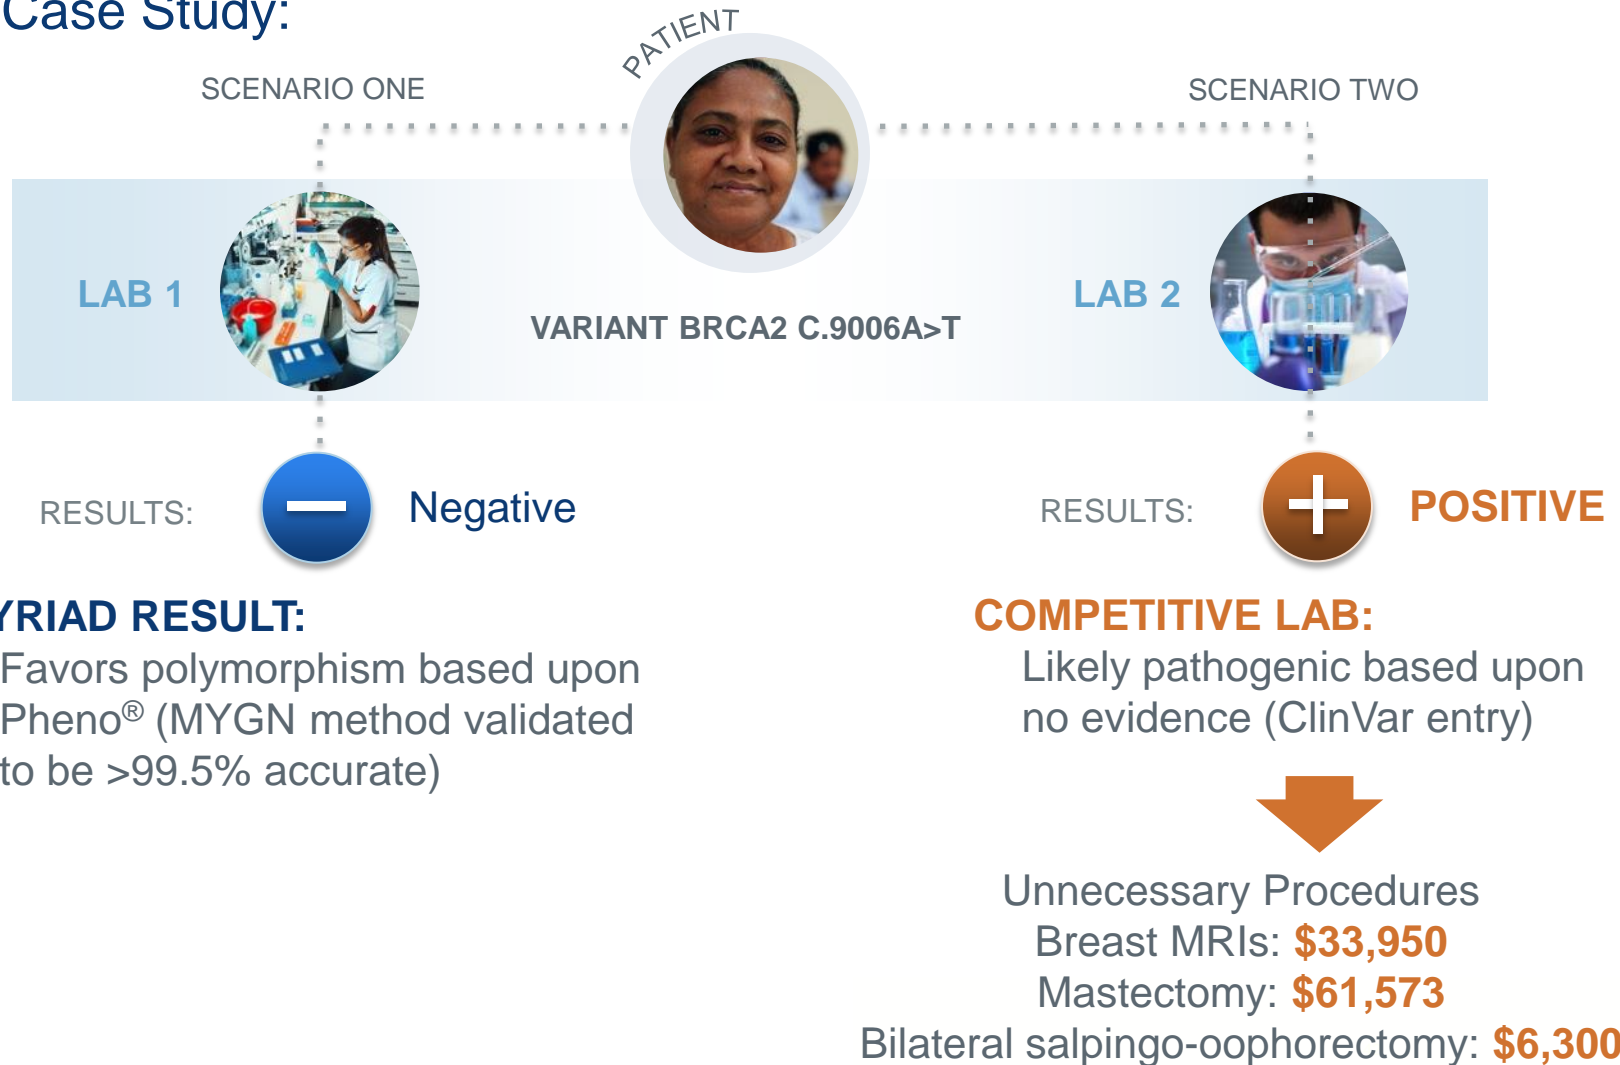 Case Study:
PATIENT
SCENARIO ONE
SCENARIO TWO
LAB 1
VARIANT BRCA2 C.9006A>T
LAB 2
RESULTS:
Negative
RESULTS:
POSITIVE
YRIAD RESULT:
Favors polymorphism based upon
Pheno® (MYGN method validated
to be >99.5% accurate)
COMPETITIVE LAB:
Likely pathogenic based upon
no evidence (ClinVar entry)
Unnecessary Procedures
Breast MRIs: $33,950
Mastectomy: $61,573
Bilateral salpingo-oophorectomy: $6,300